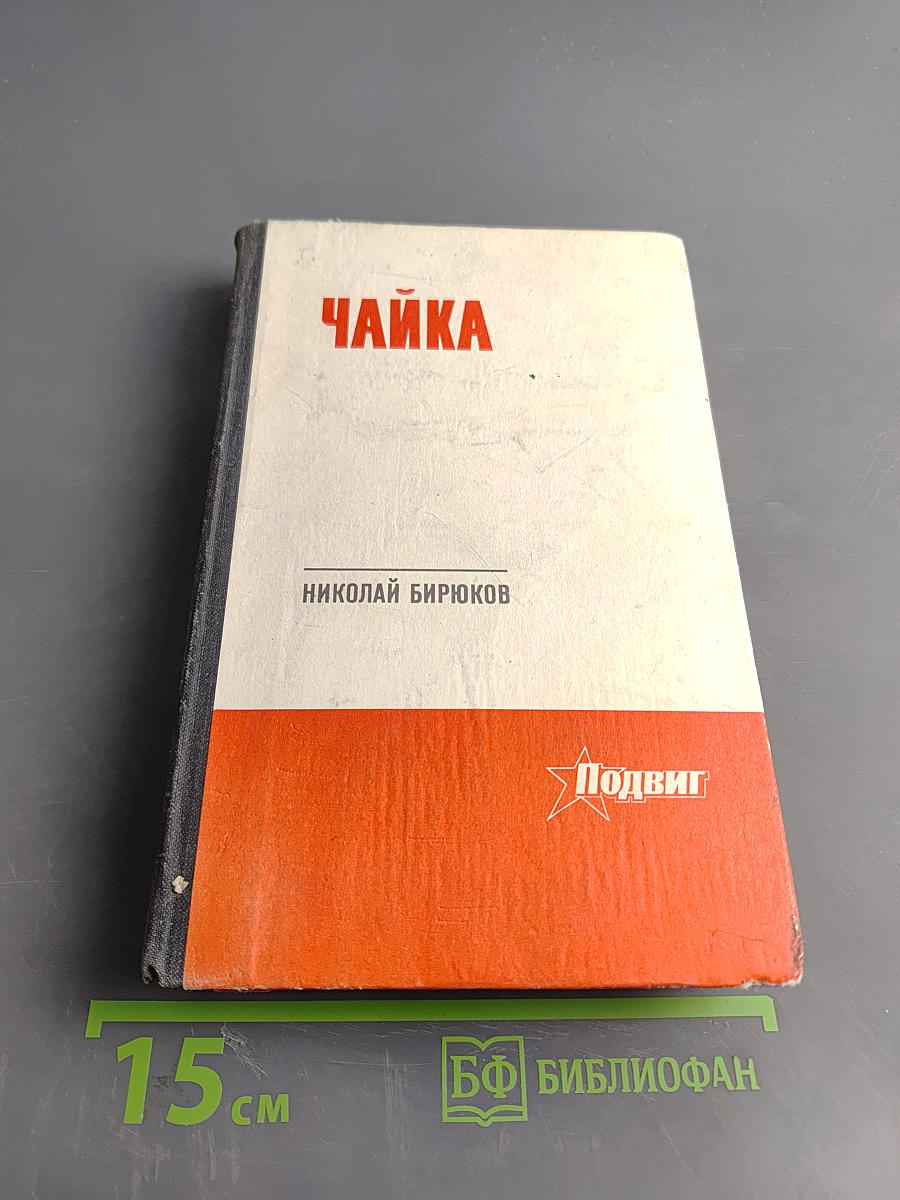 ЧАЙКА
НИКОЛАЙ БИРЮКОВ
Подвиг
15 см
БФ БИБЛИОФАН